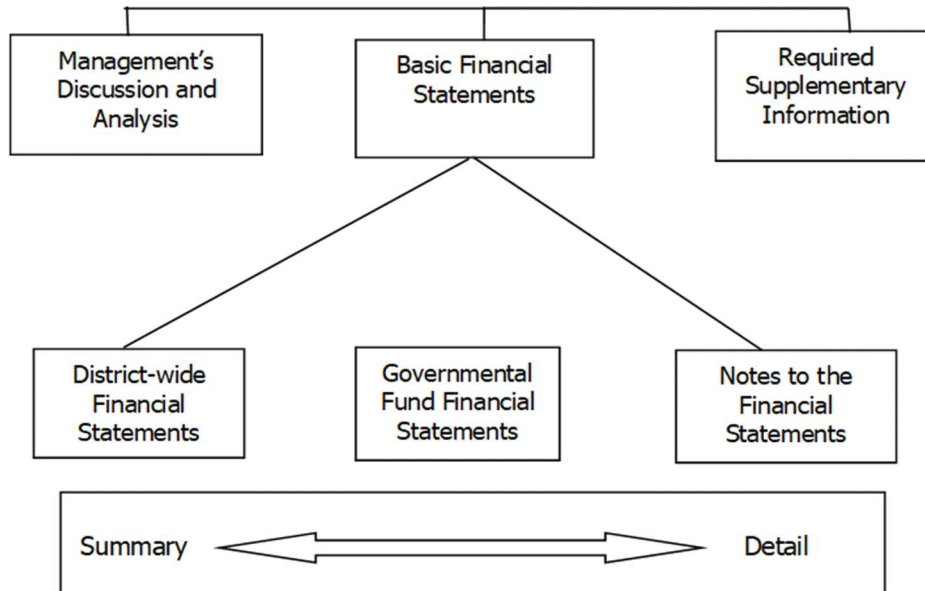 Management's
Discussion and
Analysis
Basic Financial
Statements
Required
Supplementary
Information
District-wide
Financial
Statements
Governmental
Fund Financial
Statements
Notes to the
Financial
Statements
Summary
Detail